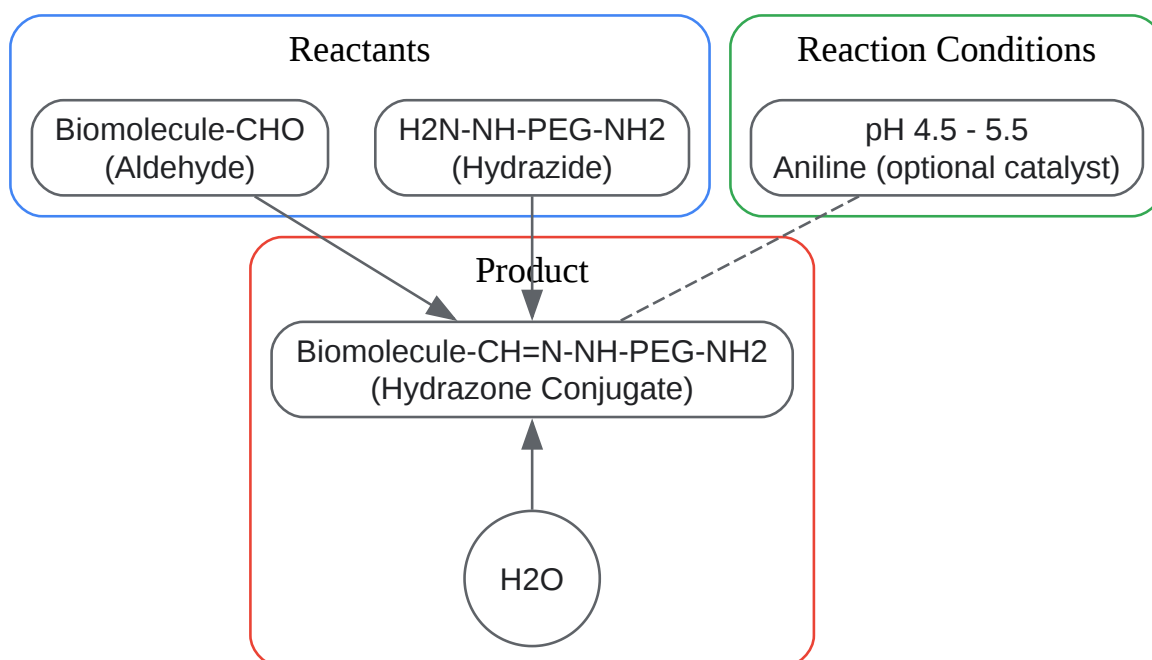 Reactants
Reaction Conditions
Biomolecule-CHO
(Aldehyde)
H2N-NH-PEG-NH2
(Hydrazide)
pH 4.5 - 5.5
Aniline (optional catalyst)
Product
Biomolecule-CH=N-NH-PEG-NH2
(Hydrazone Conjugate)
H2O